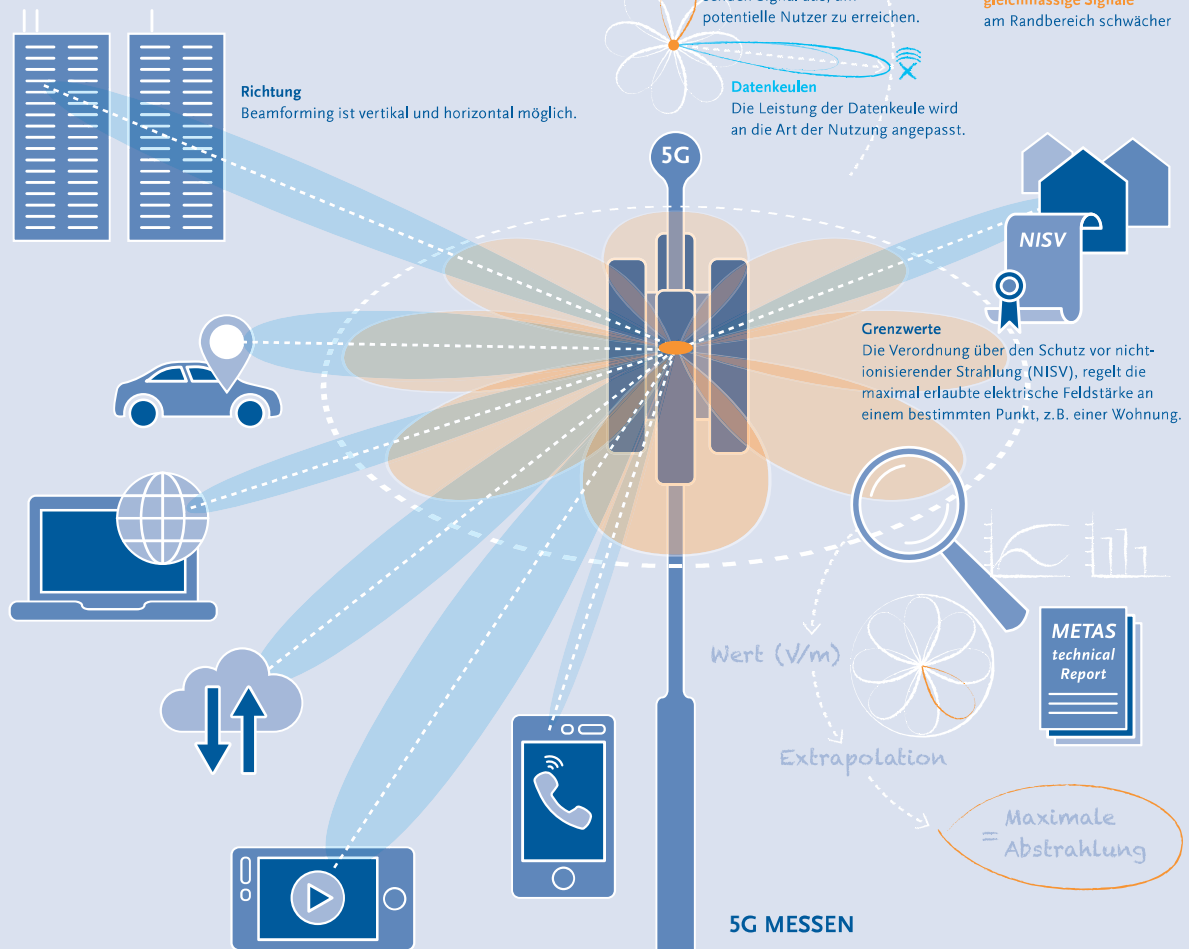 potentielle Nutzer zu erreichen.
gleichmässige Signale
am Randbereich schwächer
Richtung
Beamforming ist vertikal und horizontal möglich.
Datenkeulen
Die Leistung der Datenkeule wird
an die Art der Nutzung angepasst.
5G
NISV
Grenzwerte
Die Verordnung über den Schutz vor nicht-
ionisierender Strahlung (NISV), regelt die
maximal erlaubte elektrische Feldstärke an
einem bestimmten Punkt, z.B. einer Wohnung.
Wert (V/m)
METAS
technical
Report
Extrapolation
= Maximale
Abstrahlung
5G MESSEN